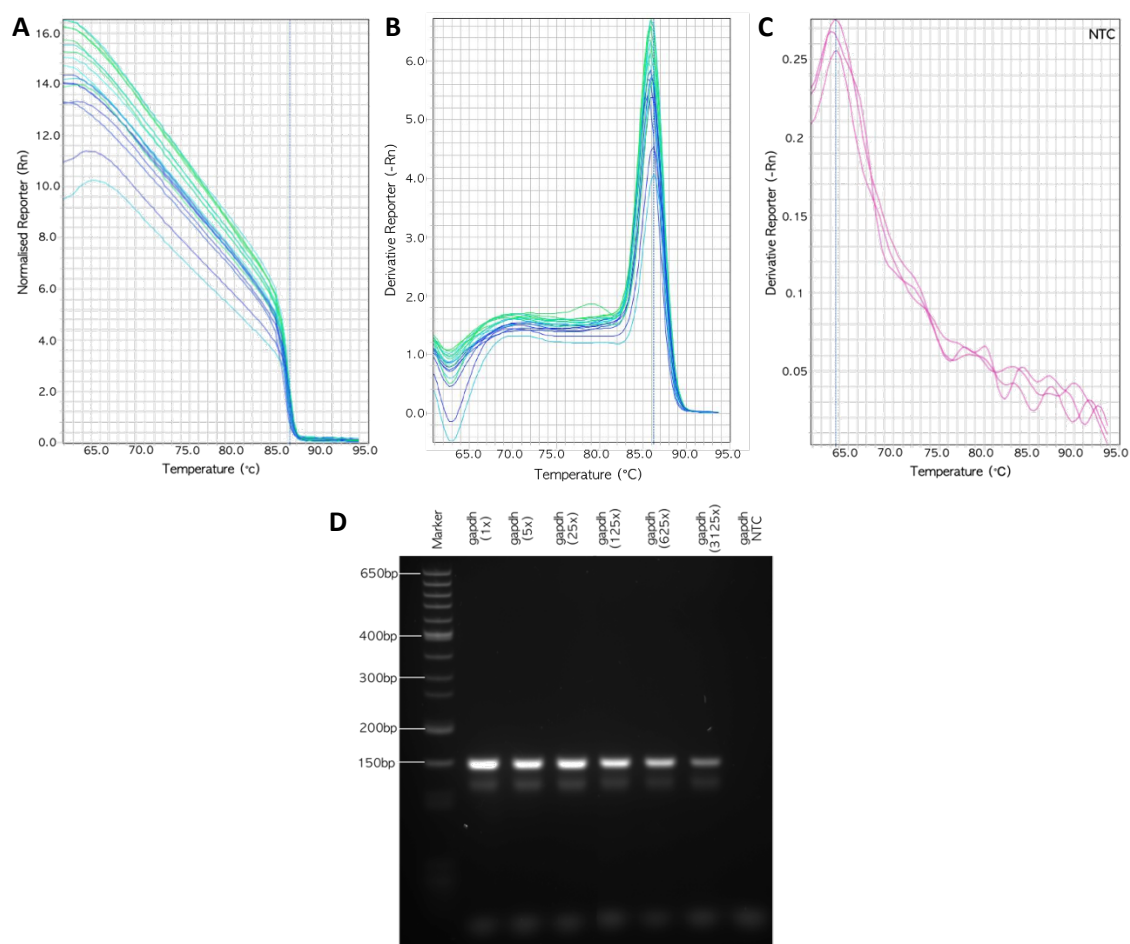 A
Normalised Reporter (Rn)
16.0
14.0
12.0
10.0
8.0
6.0
4.0
2.0
0.0
65.0 70.0 75.0 80.0 85.0 90.0 95.0
Temperature (°c)
B
Derivative Reporter (-Rn)
6.0
5.0
4.0
3.0
2.0
1.0
0.0
65.0 70.0 75.0 80.0 85.0 90.0 95.0
Temperature (°C)
C
NTC
Derivative Reporter (-Rn)
0.25
0.2
0.15
0.1
0.05
65.0 70.0 75.0 80.0 85.0 90.0 95.0
Temperature (°C)
D
Marker
gapdh
(1x)
gapdh
(5x)
gapdh
(25x)
gapdh
(125x)
gapdh
(625x)
gapdh
(3125x)
gapdh
NTC
650bp
400bp
300bp
200bp
150bp